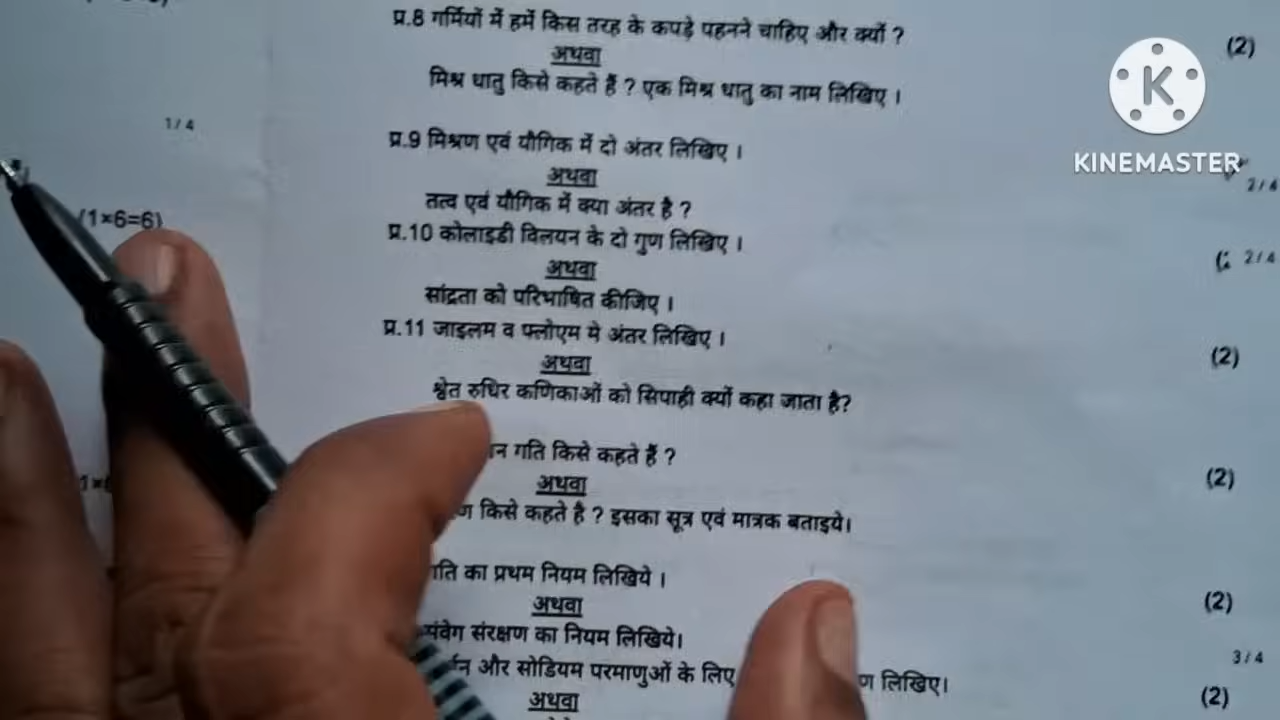 प्र.8 गर्मियों में हमें किस तरह के कपड़े पहनने चाहिए और क्यों ? (2)
अथवा
मिश्र धातु किसे कहते हैं ? एक मिश्र धातु का नाम लिखिए ।
1/4
प्र.9 मिश्रण एवं यौगिक में दो अंतर लिखिए ।
अथवा
तत्व एवं यौगिक में क्या अंतर है ?
प्र.10 कोलाइडी विलयन के दो गुण लिखिए ।
अथवा
सांद्रता को परिभाषित कीजिए ।
प्र.11 जाइलम व फ्लोएम मे अंतर लिखिए । (2)
अथवा
श्वेत रुधिर कणिकाओं को सिपाही क्यों कहा जाता है?
गति किसे कहते हैं ? (2)
अथवा
किसे कहते है ? इसका सूत्र एवं मात्रक बताइये।
का प्रथम नियम लिखिये । (2)
अथवा
संरक्षण का नियम लिखिये।
और सोडियम परमाणुओं के लिए लिखिए। (2)
अथवा
(1×6=6)
KINEMASTER
2/4
2/4
3/4